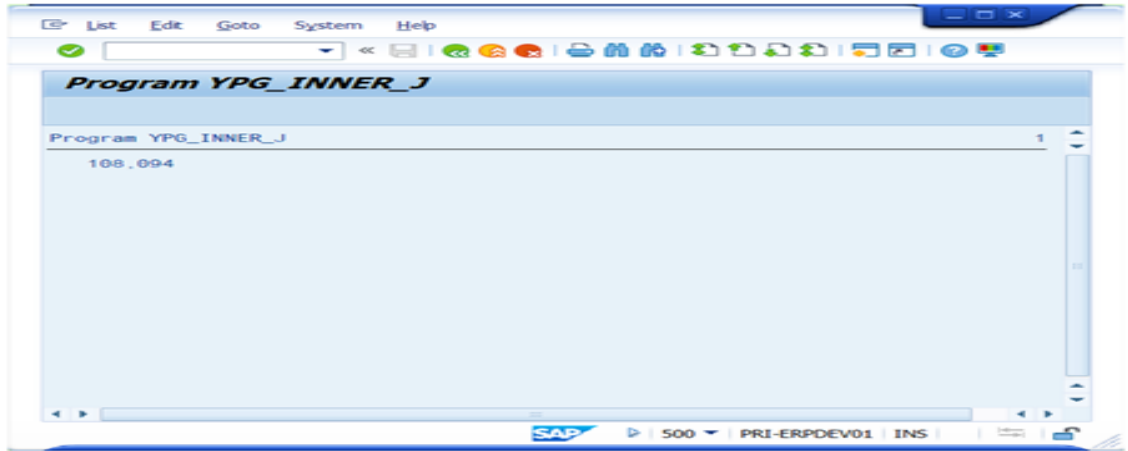 List Edit Goto System Help
Program YPG_INNER_J
Program YPG_INNER_J 1
108,094
SAP 500 PRI-ERPDEV01 INS